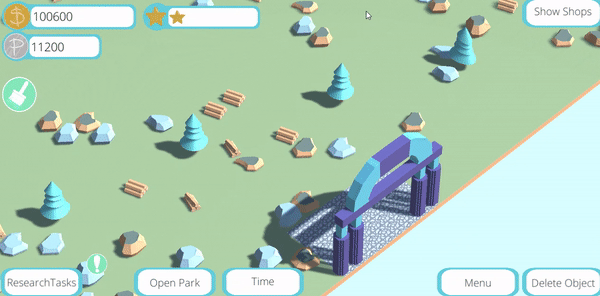 100600
Show Shops
11200
ResearchTasks
Open Park
Time
Menu
Delete Object